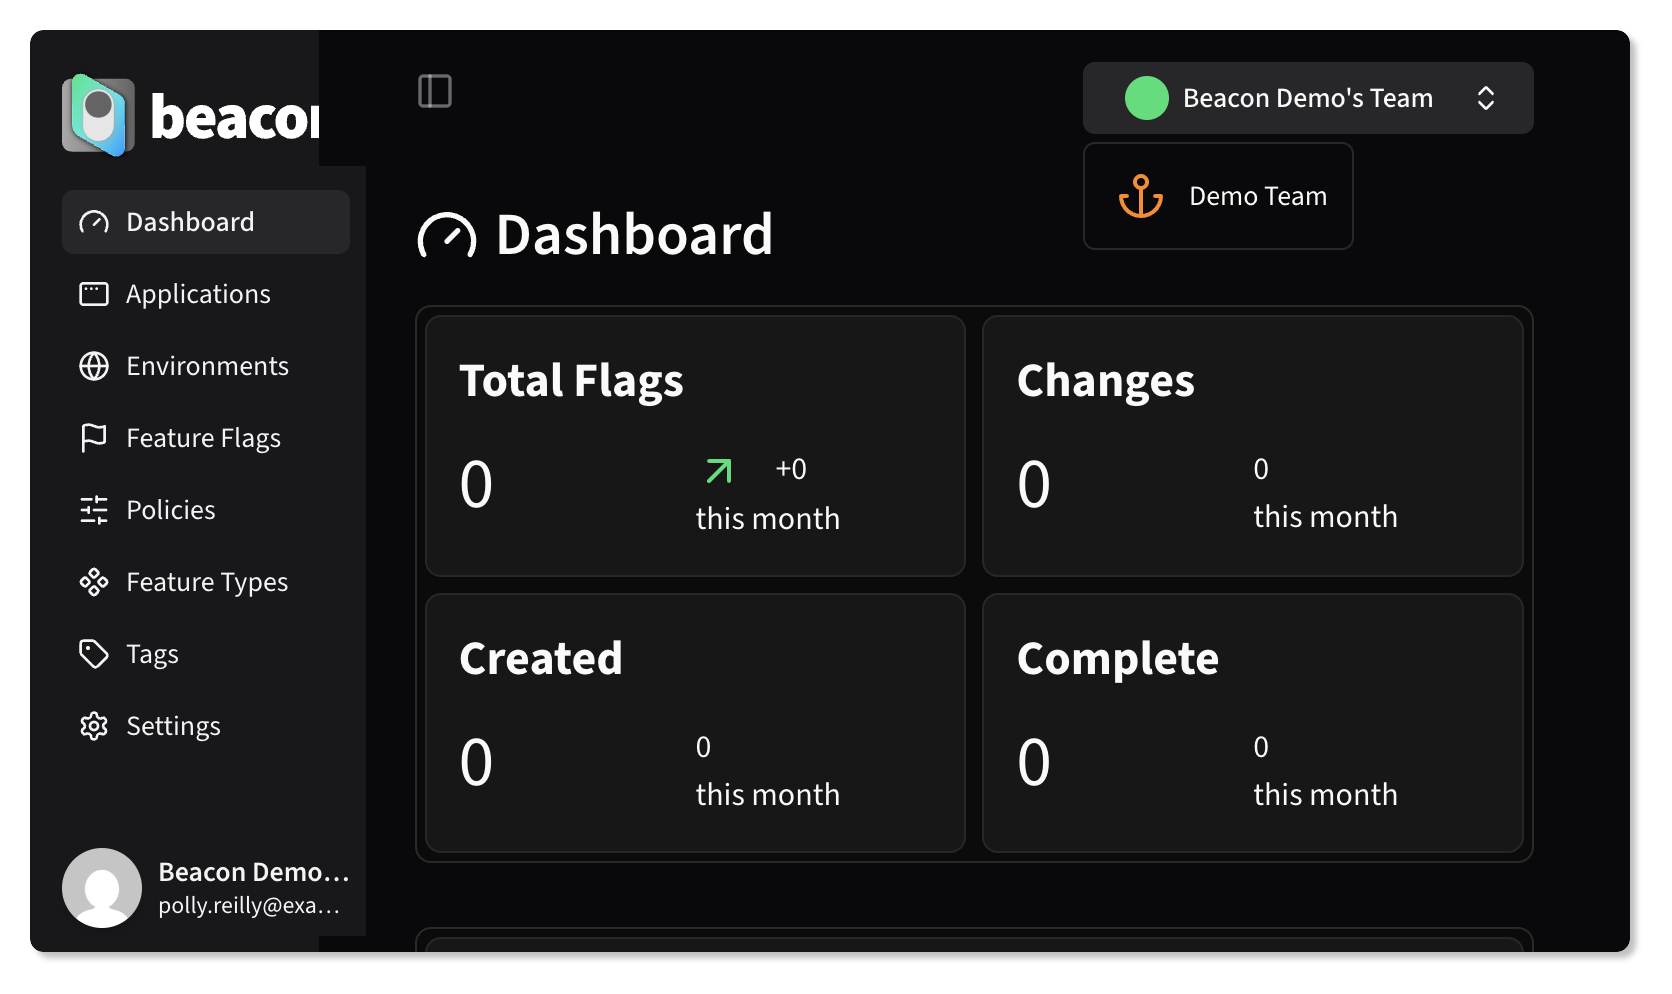 beacon
Dashboard
Applications
Environments
Feature Flags
Policies
Feature Types
Tags
Settings
Beacon Demo…
polly.reilly@exa…
Beacon Demo's Team
Demo Team
Dashboard
Total Flags
0
+0
this month
Changes
0
0
this month
Created
0
0
this month
Complete
0
0
this month